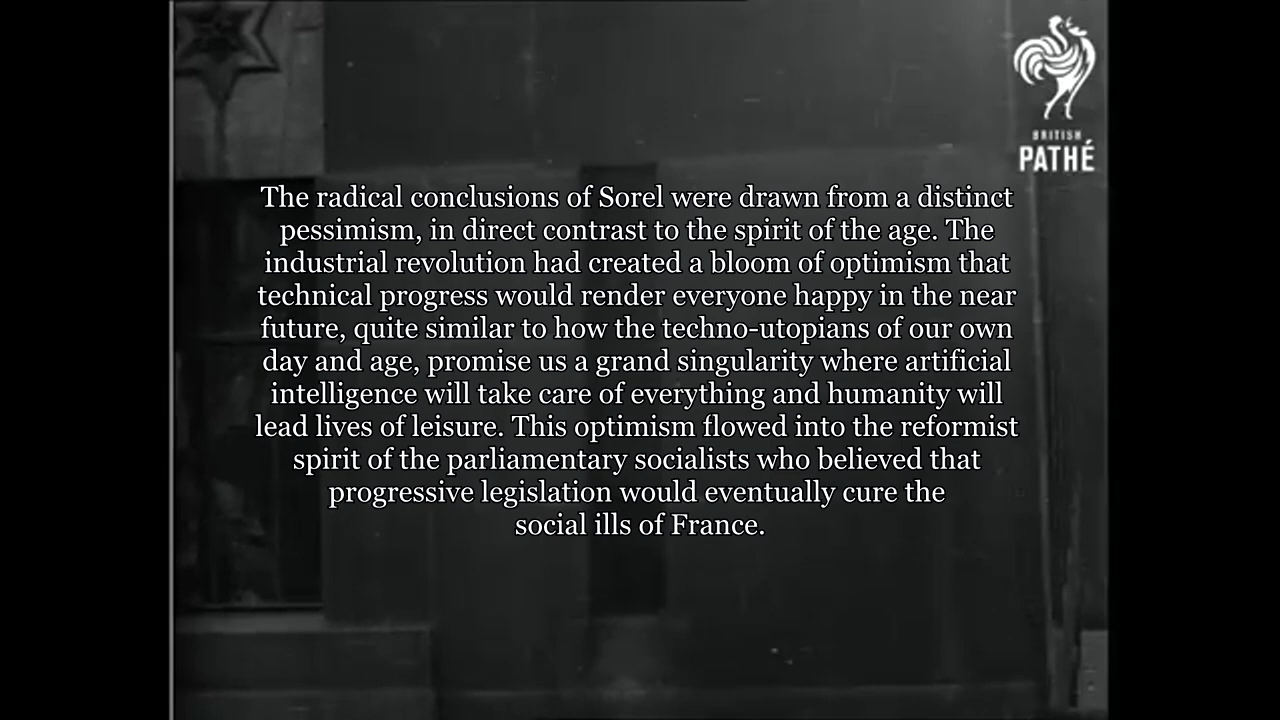 BRITISH
PATHÉ
The radical conclusions of Sorel were drawn from a distinct
pessimism, in direct contrast to the spirit of the age. The
industrial revolution had created a bloom of optimism that
technical progress would render everyone happy in the near
future, quite similar to how the techno-utopians of our own
day and age, promise us a grand singularity where artificial
intelligence will take care of everything and humanity will
lead lives of leisure. This optimism flowed into the reformist
spirit of the parliamentary socialists who believed that
progressive legislation would eventually cure the
social ills of France.